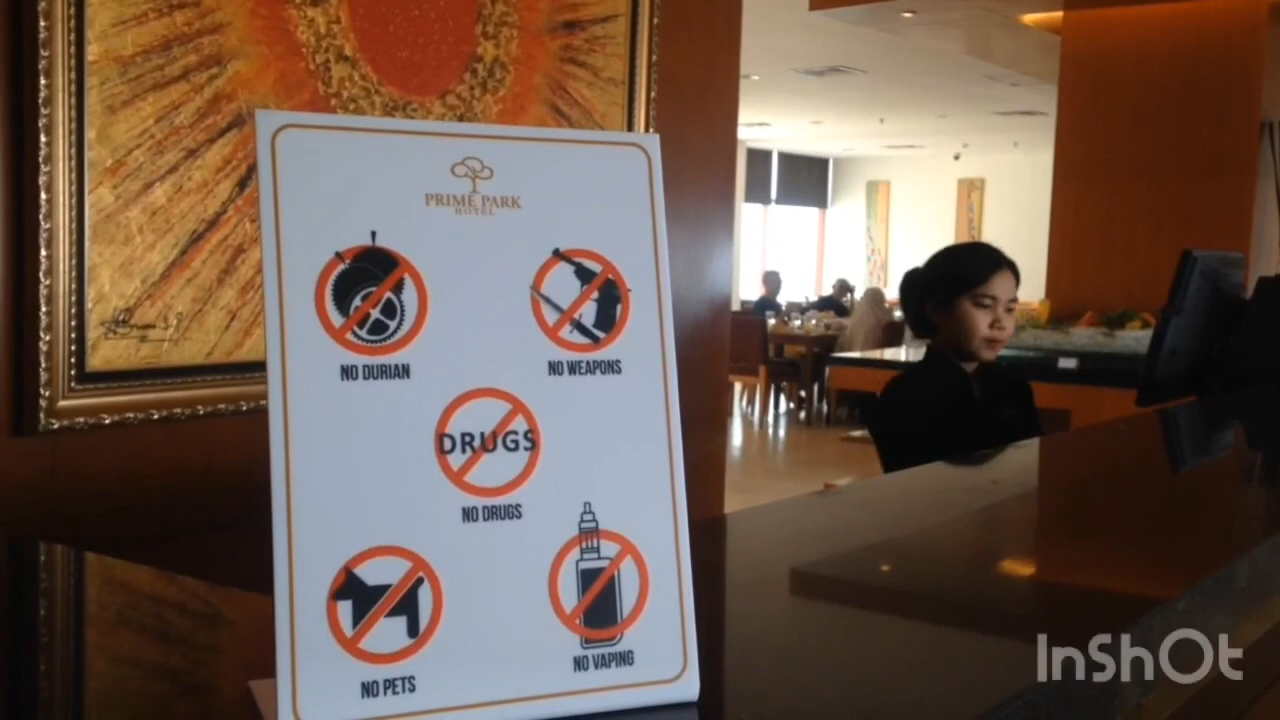 PRIME PARK
HOTEL
NO DURIAN
NO WEAPONS
DRUGS
NO DRUGS
NO PETS
NO VAPING
InShOt